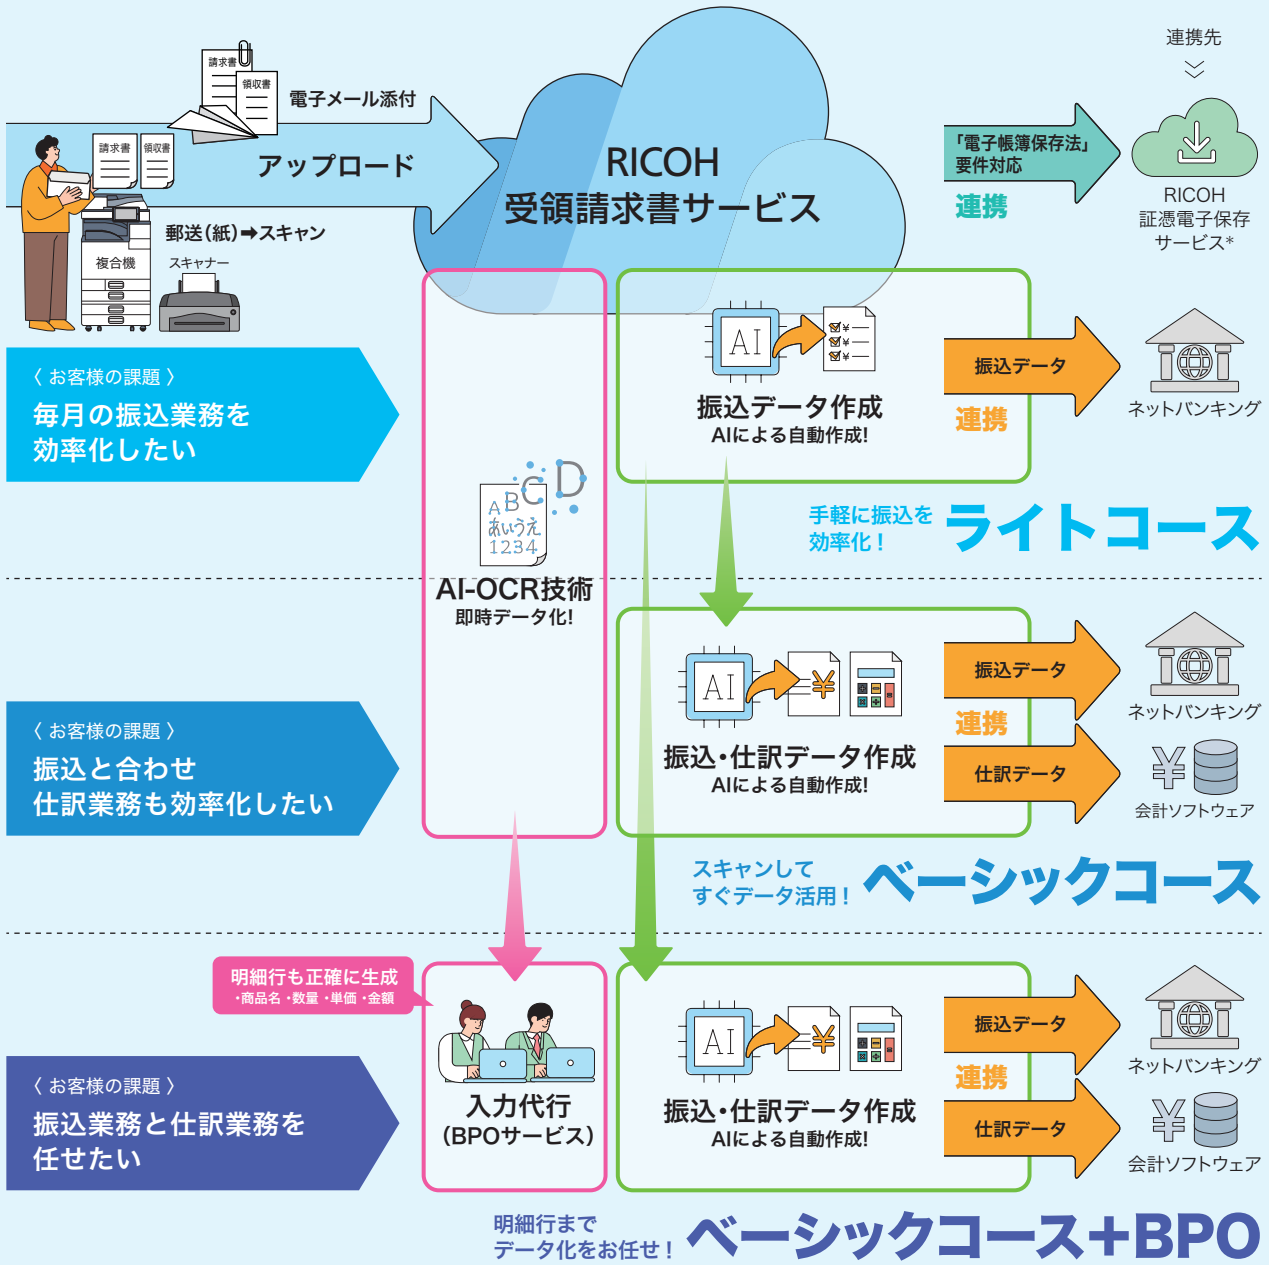 請求書
領収書
電子メール添付
アップロード
請求書
領収書
郵送（紙）➡スキャン
複合機
スキャナー
RICOH
受領請求書サービス
「電子帳簿保存法」
要件対応
連携
連携先
RICOH
証憑電子保存
サービス*
〈 お客様の課題 〉
毎月の振込業務を
効率化したい
AI
¥
¥
¥
振込データ作成
AIによる自動作成!
振込データ
連携
ネットバンキング
手軽に振込を
効率化！
ライトコース
ABCD
あいうえ
1234
AI-OCR技術
即時データ化!
〈 お客様の課題 〉
振込と合わせ
仕訳業務も効率化したい
AI
¥
振込・仕訳データ作成
AIによる自動作成!
振込データ
連携
仕訳データ
ネットバンキング
¥
会計ソフトウェア
スキャンして
すぐデータ活用！
ベーシックコース
明細行も正確に生成
・商品名 ・数量 ・単価 ・金額
〈 お客様の課題 〉
振込業務と仕訳業務を
任せたい
入力代行
（BPOサービス）
AI
¥
振込・仕訳データ作成
AIによる自動作成!
振込データ
連携
仕訳データ
ネットバンキング
¥
会計ソフトウェア
明細行まで
データ化をお任せ！
ベーシックコース＋BPO